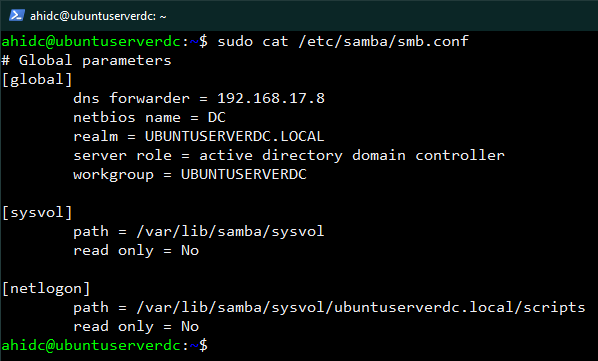 ahidc@ubuntuserverdc: ~
ahidc@ubuntuserverdc:~$ sudo cat /etc/samba/smb.conf
# Global parameters
[global]
        dns forwarder = 192.168.17.8
        netbios name = DC
        realm = UBUNTUSERVERDC.LOCAL
        server role = active directory domain controller
        workgroup = UBUNTUSERVERDC

[sysvol]
        path = /var/lib/samba/sysvol
        read only = No

[netlogon]
        path = /var/lib/samba/sysvol/ubuntuserverdc.local/scripts
        read only = No
ahidc@ubuntuserverdc:~$